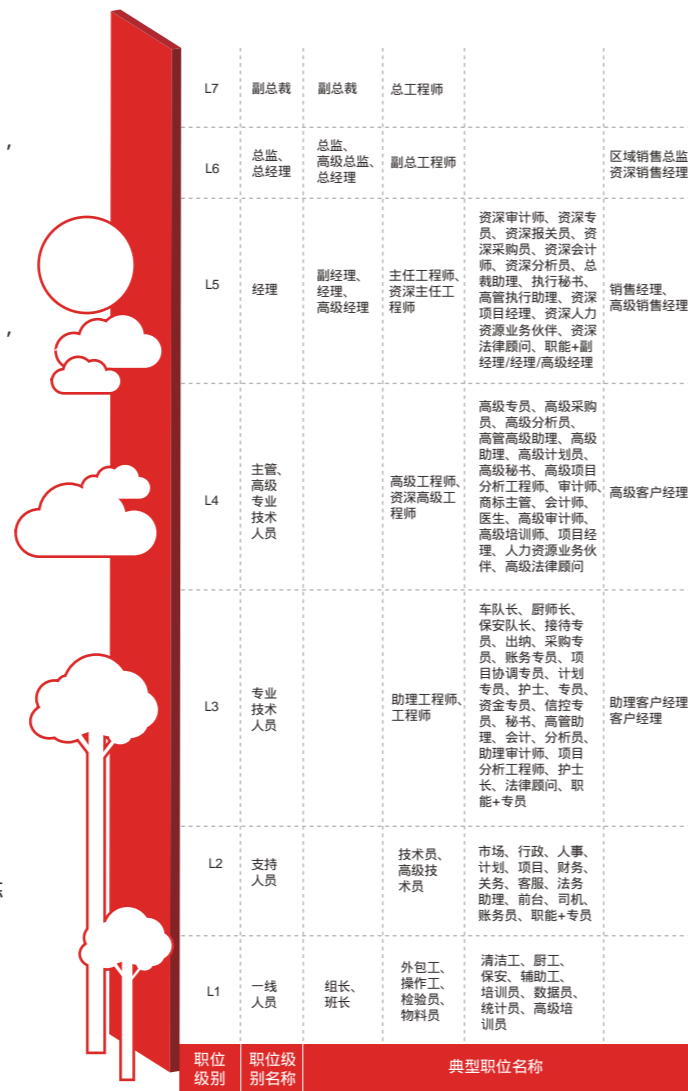 L7
副总裁
副总裁
总工程师
L6
总监、
总经理
总监、
高级总监、
总经理
副总工程师
区域销售总监
资深销售经理
L5
经理
副经理、
经理、
高级经理
主任工程师、
资深主任工
程师
资深审计师、资深专
员、资深报关员、资
深采购员、资深会计
师、资深分析员、总
裁助理、执行秘书、
高管执行助理、资深
项目经理、资深人力
资源业务伙伴、资深
法律顾问、职能+副
经理/经理/高级经理
销售经理、
高级销售经理
L4
主管、
高级
专业
技术
人员
高级工程师、
资深高级工
程师
高级专员、高级采购
员、高级分析员、
高管高级助理、高级
助理、高级计划员、
高级秘书、高级项目
分析工程师、审计师、
商标主管、会计师、
医生、高级审计师、
高级培训师、项目经
理、人力资源业务伙
伴、高级法律顾问
高级客户经理
L3
专业
技术
人员
助理工程师、
工程师
车队长、厨师长、
保安队长、接待专
员、出纳、采购专
员、账务专员、项
目协调专员、计划
专员、护士、专员、
资金专员、信控专
员、秘书、高管助
理、会计、分析员、
助理审计师、项目
分析工程师、护士
长、法律顾问、职
能+专员
助理客户经理
客户经理
L2
支持
人员
技术员、
高级技
术员
市场、行政、人事、
计划、项目、财务、
关务、客服、法务
助理、前台、司机、
账务员、职能+专员
L1
一线
人员
组长、
班长
外包工、
操作工、
检验员、
物料员
清洁工、厨工、
保安、辅助工、
培训员、数据员、
统计员、高级培
训员
职位
级别
职位级
别名称
典型职位名称